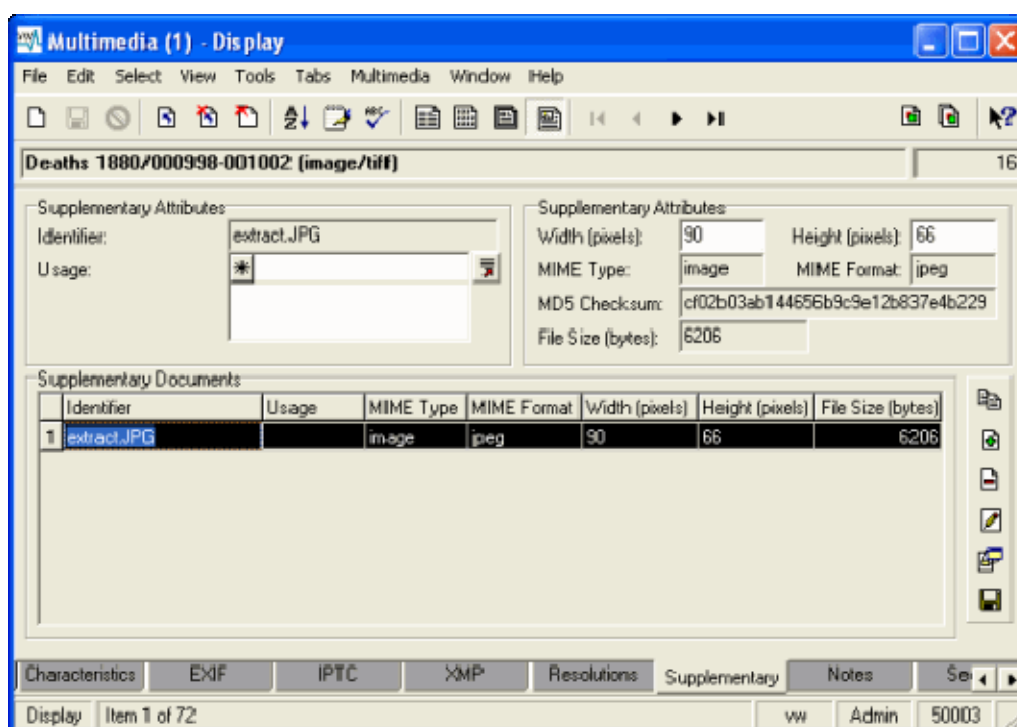 Multimedia (1) - Display
File Edit Select View Tools Tabs Multimedia Window Help
Deaths 1880/000998-001002 (image/tiff) 16
Supplementary Attributes
Identifier: extract.JPG
Usage:
Supplementary Attributes
Width (pixels): 90 Height (pixels): 66
MIME Type: image MIME Format: jpeg
MD5 Checksum: cf02b03ab144656b9c9e12b837e4b229
File Size (bytes): 6206
Supplementary Documents
Identifier Usage MIME Type MIME Format Width (pixels) Height (pixels) File Size (bytes)
1 extract.JPG image jpeg 90 66 6206
Characteristics EXIF IPTC XMP Resolutions Supplementary Notes Se
Display Item 1 of 72 vw Admin 50003